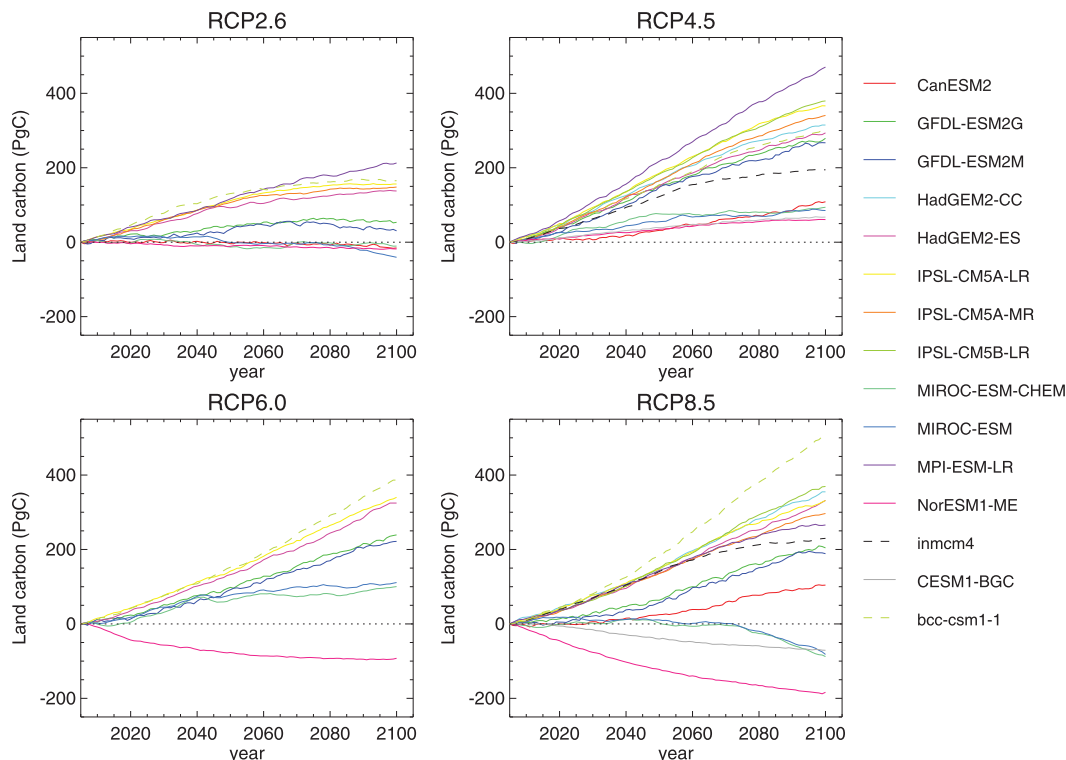 RCP2.6
Land carbon (PgC)
400
200
0
-200
2020 2040 2060 2080 2100
year
RCP4.5
Land carbon (PgC)
400
200
0
-200
2020 2040 2060 2080 2100
year
RCP6.0
Land carbon (PgC)
400
200
0
-200
2020 2040 2060 2080 2100
year
RCP8.5
Land carbon (PgC)
400
200
0
-200
2020 2040 2060 2080 2100
year
CanESM2
GFDL-ESM2G
GFDL-ESM2M
HadGEM2-CC
HadGEM2-ES
IPSL-CM5A-LR
IPSL-CM5A-MR
IPSL-CM5B-LR
MIROC-ESM-CHEM
MIROC-ESM
MPI-ESM-LR
NorESM1-ME
inmcm4
CESM1-BGC
bcc-csm1-1